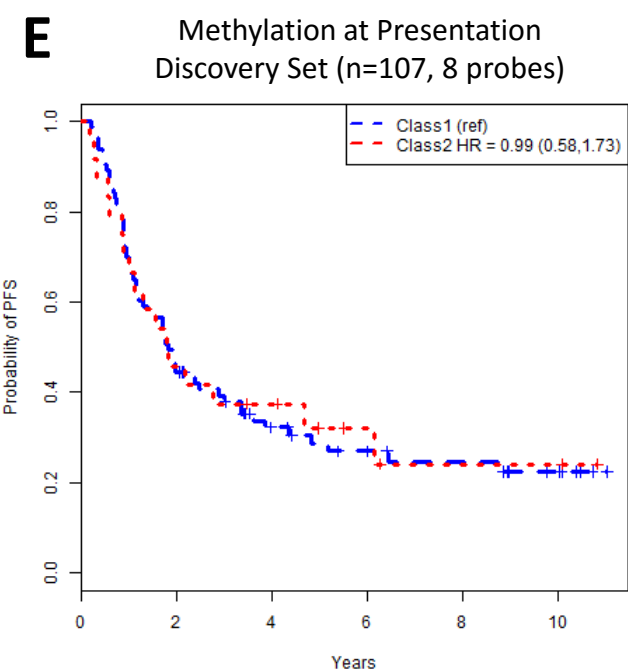 E
Methylation at Presentation
Discovery Set (n=107, 8 probes)
Class1 (ref)
Class2 HR = 0.99 (0.58,1.73)
Probability of PFS
1.0
0.8
0.6
0.4
0.2
0.0
0 2 4 6 8 10
Years